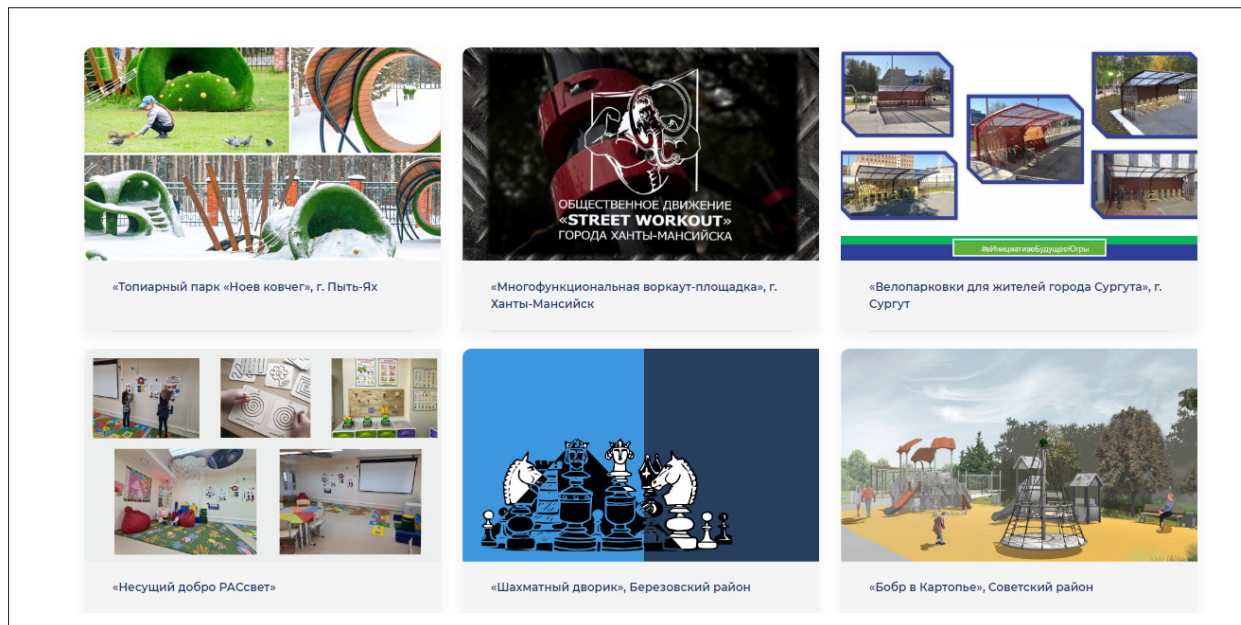 ОБЩЕСТВЕННОЕ ДВИЖЕНИЕ
«STREET WORKOUT»
ГОРОДА ХАНТЫ-МАНСИЙСКА
#вИнициативеБудущееЮгры
«Топиарный парк «Ноев ковчег», г. Пыть-Ях
«Многофункциональная воркаут-площадка», г.
Ханты-Мансийск
«Велопарковки для жителей города Сургута», г.
Сургут
«Несущий добро РАСсвет»
«Шахматный дворик», Березовский район
«Бобр в Картопье», Советский район